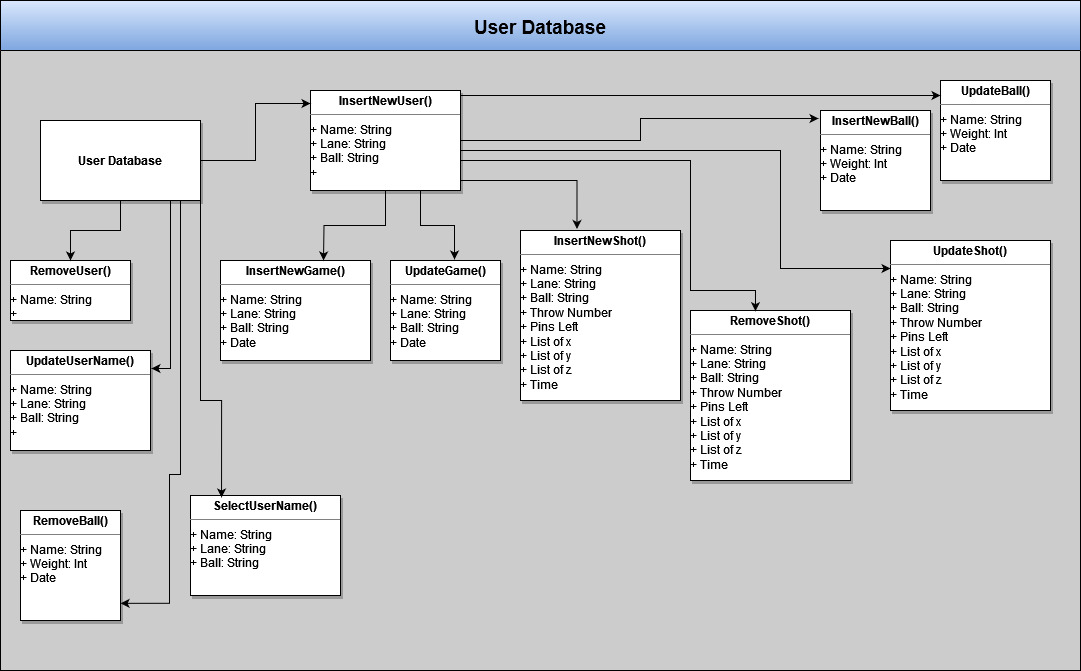 User Database
User Database
InsertNewUser()
+ Name: String
+ Lane: String
+ Ball: String
+
UpdateBall()
+ Name: String
+ Weight: Int
+ Date
InsertNewBall()
+ Name: String
+ Weight: Int
+ Date
RemoveUser()
+ Name: String
+
InsertNewGame()
+ Name: String
+ Lane: String
+ Ball: String
+ Date
UpdateGame()
+ Name: String
+ Lane: String
+ Ball: String
+ Date
InsertNewShot()
+ Name: String
+ Lane: String
+ Ball: String
+ Throw Number
+ Pins Left
+ List of x
+ List of y
+ List of z
+ Time
UpdateShot()
+ Name: String
+ Lane: String
+ Ball: String
+ Throw Number
+ Pins Left
+ List of x
+ List of y
+ List of z
+ Time
RemoveShot()
+ Name: String
+ Lane: String
+ Ball: String
+ Throw Number
+ Pins Left
+ List of x
+ List of y
+ List of z
+ Time
UpdateUserName()
+ Name: String
+ Lane: String
+ Ball: String
+
SelectUserName()
+ Name: String
+ Lane: String
+ Ball: String
RemoveBall()
+ Name: String
+ Weight: Int
+ Date